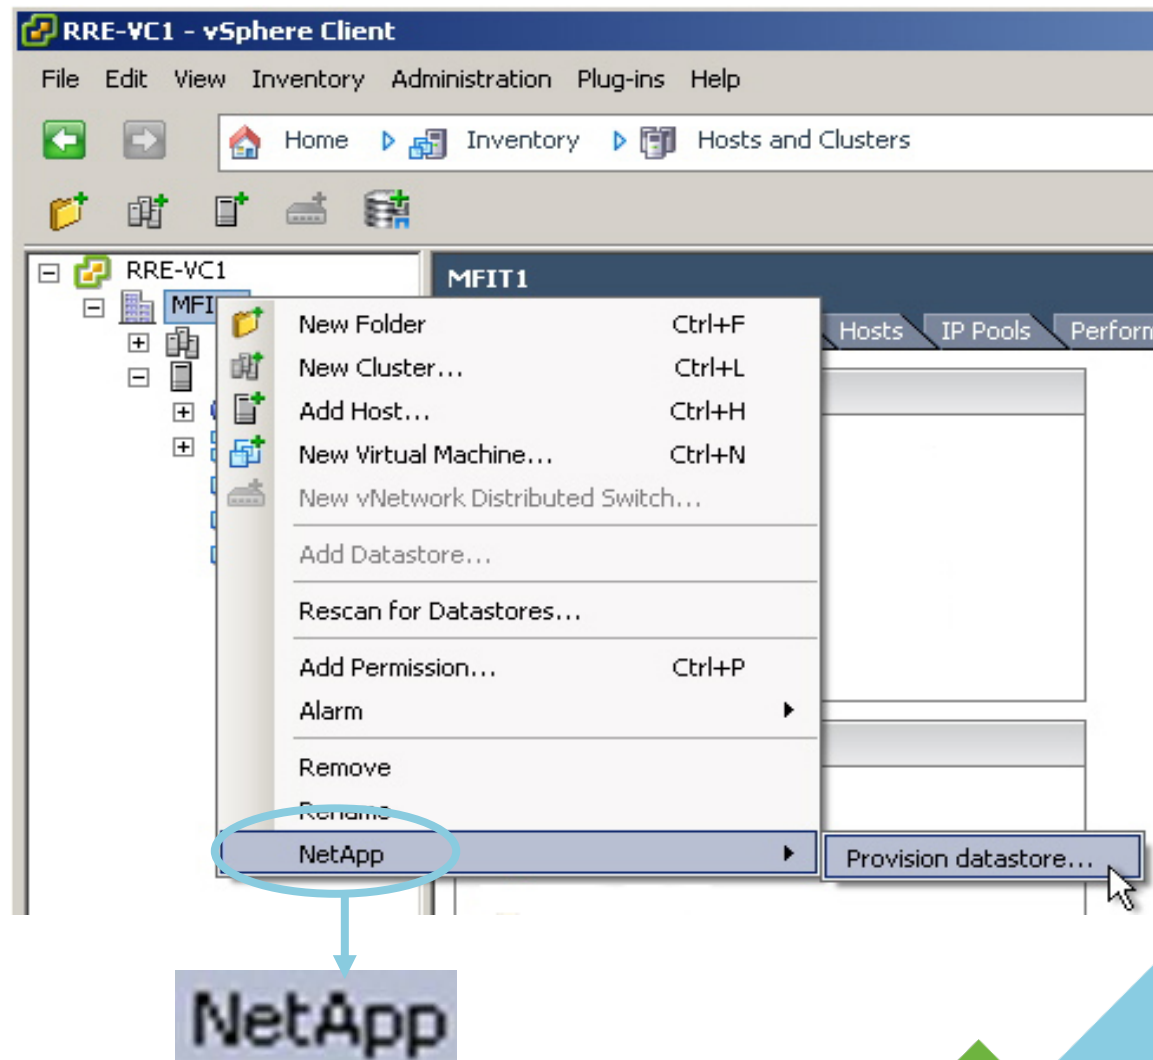 RRE-VC1 - vSphere Client
File Edit View Inventory Administration Plug-ins Help
Home Inventory Hosts and Clusters
RRE-VC1
MFI
MFIT1
Hosts IP Pools Perform
New Folder Ctrl+F
New Cluster... Ctrl+L
Add Host... Ctrl+H
New Virtual Machine... Ctrl+N
New vNetwork Distributed Switch...
Add Datastore...
Rescan for Datastores...
Add Permission... Ctrl+P
Alarm
Remove
Rename
NetApp
Provision datastore...
NetApp